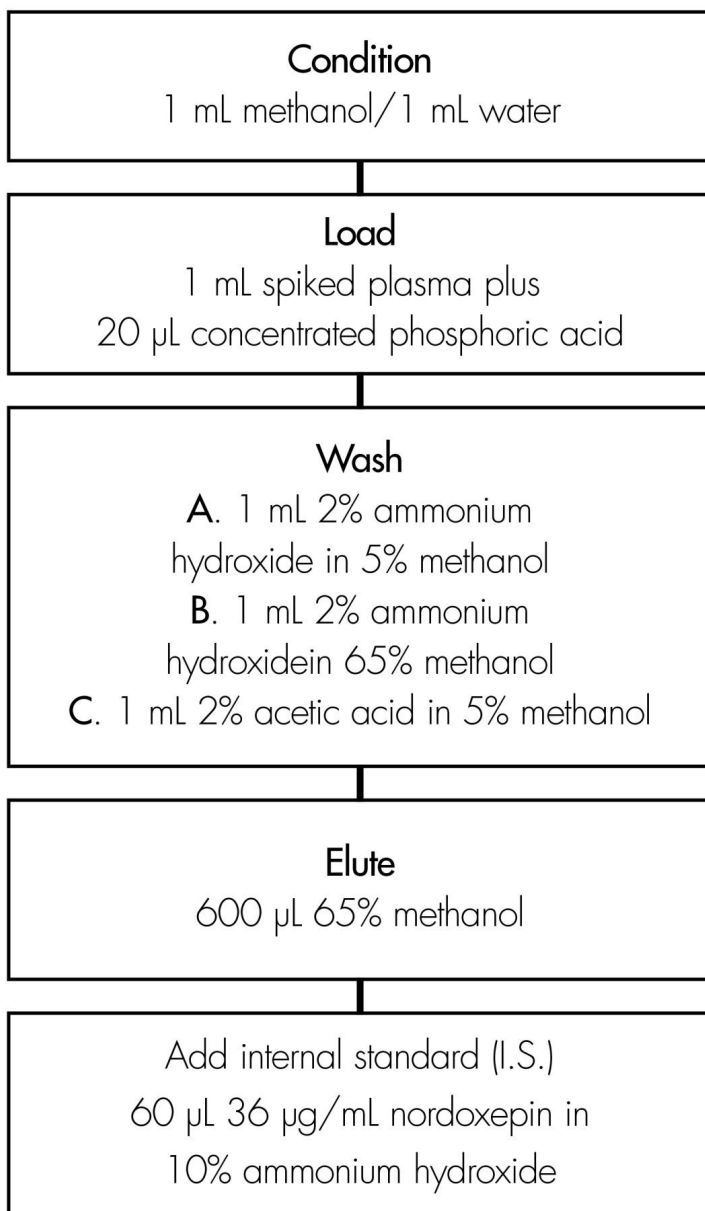 Condition
1 mL methanol/1 mL water
Load
1 mL spiked plasma plus
20 µL concentrated phosphoric acid
Wash
A. 1 mL 2% ammonium
hydroxide in 5% methanol
B. 1 mL 2% ammonium
hydroxidein 65% methanol
C. 1 mL 2% acetic acid in 5% methanol
Elute
600 µL 65% methanol
Add internal standard (I.S.)
60 µL 36 µg/mL nordoxepin in
10% ammonium hydroxide